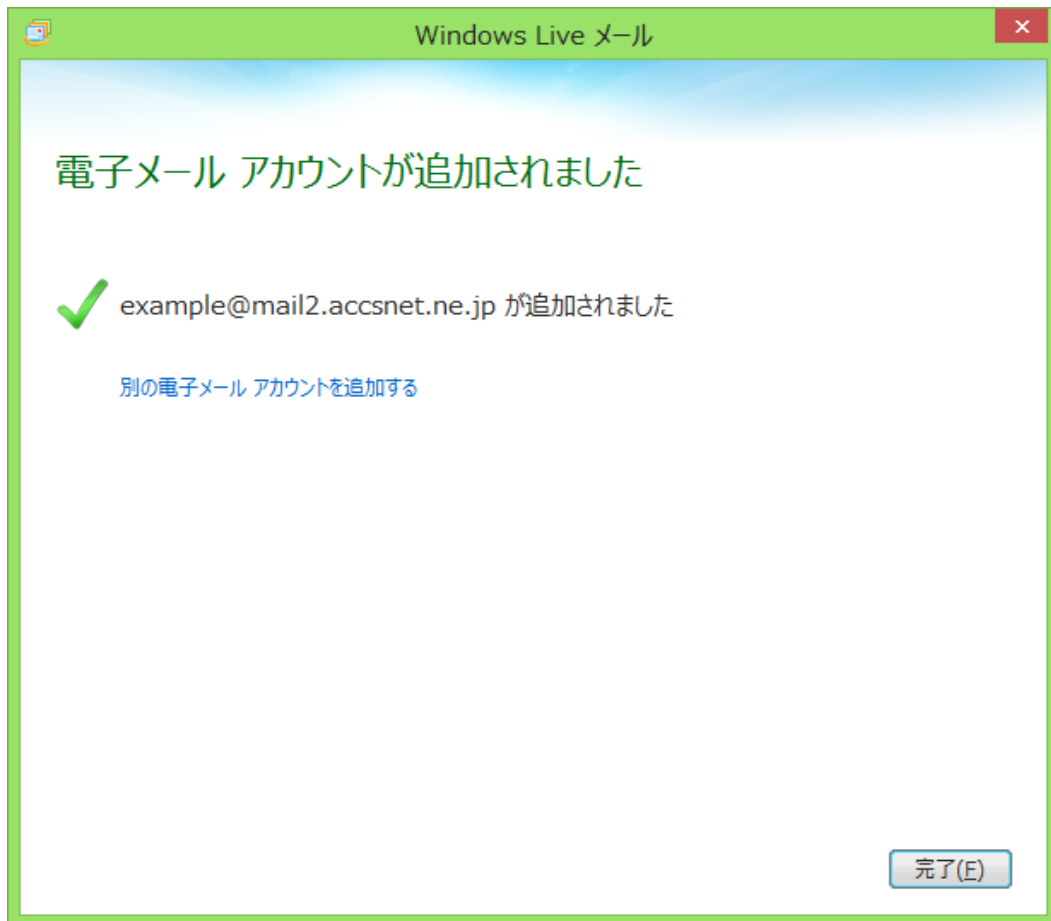 Windows Live メール
電子メール アカウントが追加されました
example@mail2.accsnet.ne.jp が追加されました
別の電子メール アカウントを追加する
完了(F)